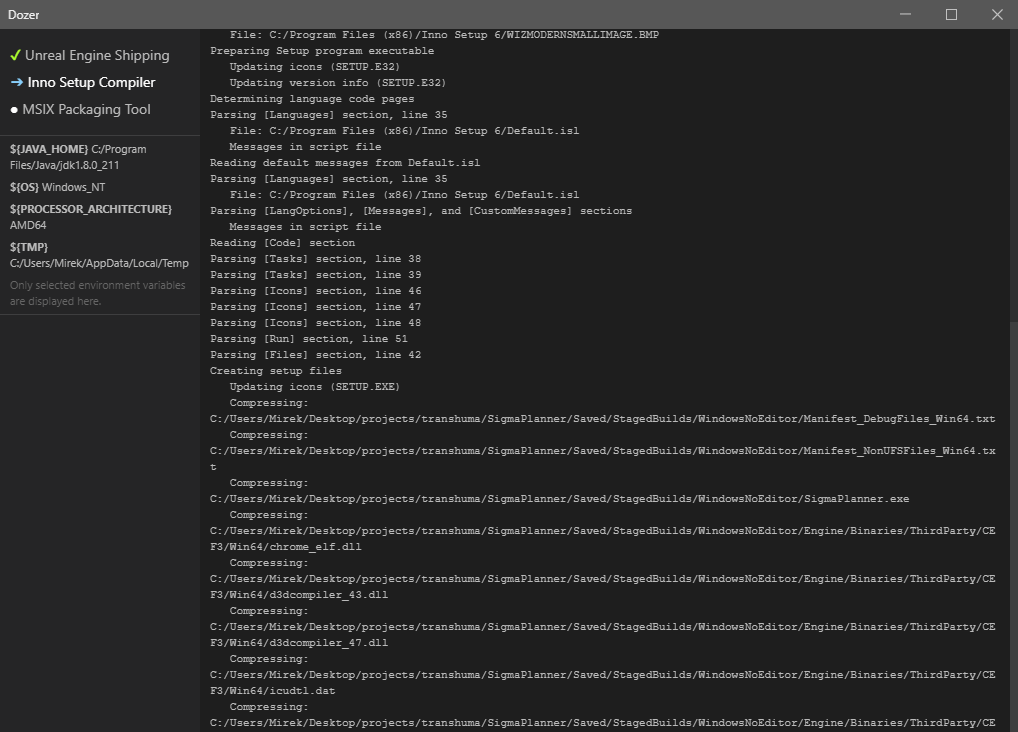 Dozer
Unreal Engine Shipping
Inno Setup Compiler
MSIX Packaging Tool
${JAVA_HOME} C:/Program
Files/Java/jdk1.8.0_211
${OS} Windows_NT
${PROCESSOR_ARCHITECTURE}
AMD64
${TMP}
C:/Users/Mirek/AppData/Local/Temp
Only selected environment variables
are displayed here.
File: C:/Program Files (x86)/Inno Setup 6/WIZMODERNSMALLIMAGE.BMP
Preparing Setup program executable
Updating icons (SETUP.E32)
Updating version info (SETUP.E32)
Determining language code pages
Parsing [Languages] section, line 35
File: C:/Program Files (x86)/Inno Setup 6/Default.isl
Messages in script file
Reading default messages from Default.isl
Parsing [Languages] section, line 35
File: C:/Program Files (x86)/Inno Setup 6/Default.isl
Parsing [LangOptions], [Messages], and [CustomMessages] sections
Messages in script file
Reading [Code] section
Parsing [Tasks] section, line 38
Parsing [Tasks] section, line 39
Parsing [Icons] section, line 46
Parsing [Icons] section, line 47
Parsing [Icons] section, line 48
Parsing [Run] section, line 51
Parsing [Files] section, line 42
Creating setup files
Updating icons (SETUP.EXE)
Compressing:
C:/Users/Mirek/Desktop/projects/transhuma/SigmaPlanner/Saved/StagedBuilds/WindowsNoEditor/Manifest_DebugFiles_Win64.txt
Compressing:
C:/Users/Mirek/Desktop/projects/transhuma/SigmaPlanner/Saved/StagedBuilds/WindowsNoEditor/Manifest_NonUFSFiles_Win64.tx
t
Compressing:
C:/Users/Mirek/Desktop/projects/transhuma/SigmaPlanner/Saved/StagedBuilds/WindowsNoEditor/SigmaPlanner.exe
Compressing:
C:/Users/Mirek/Desktop/projects/transhuma/SigmaPlanner/Saved/StagedBuilds/WindowsNoEditor/Engine/Binaries/ThirdParty/CE
F3/Win64/chrome_elf.dll
Compressing:
C:/Users/Mirek/Desktop/projects/transhuma/SigmaPlanner/Saved/StagedBuilds/WindowsNoEditor/Engine/Binaries/ThirdParty/CE
F3/Win64/d3dcompiler_43.dll
Compressing:
C:/Users/Mirek/Desktop/projects/transhuma/SigmaPlanner/Saved/StagedBuilds/WindowsNoEditor/Engine/Binaries/ThirdParty/CE
F3/Win64/d3dcompiler_47.dll
Compressing:
C:/Users/Mirek/Desktop/projects/transhuma/SigmaPlanner/Saved/StagedBuilds/WindowsNoEditor/Engine/Binaries/ThirdParty/CE
F3/Win64/icudtl.dat
Compressing:
C:/Users/Mirek/Desktop/projects/transhuma/SigmaPlanner/Saved/StagedBuilds/WindowsNoEditor/Engine/Binaries/ThirdParty/CE